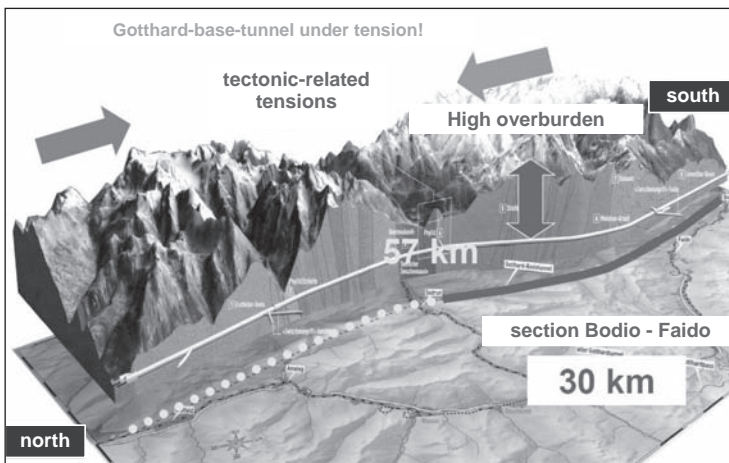 Gotthard-base-tunnel under tension!
tectonic-related
tensions
south
High overburden
57 km
section Bodio - Faido
30 km
north